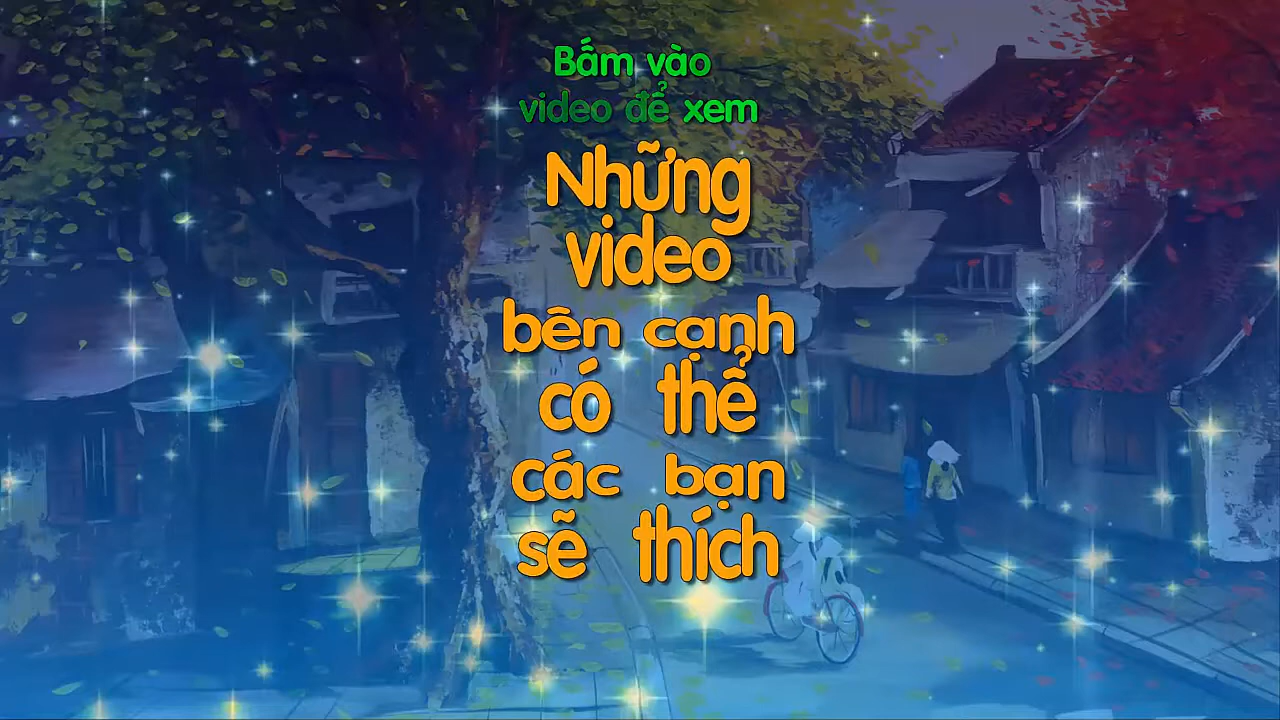 Bấm vào
video để xem
Những
video
bên cạnh
có thể
các bạn
sẽ thích